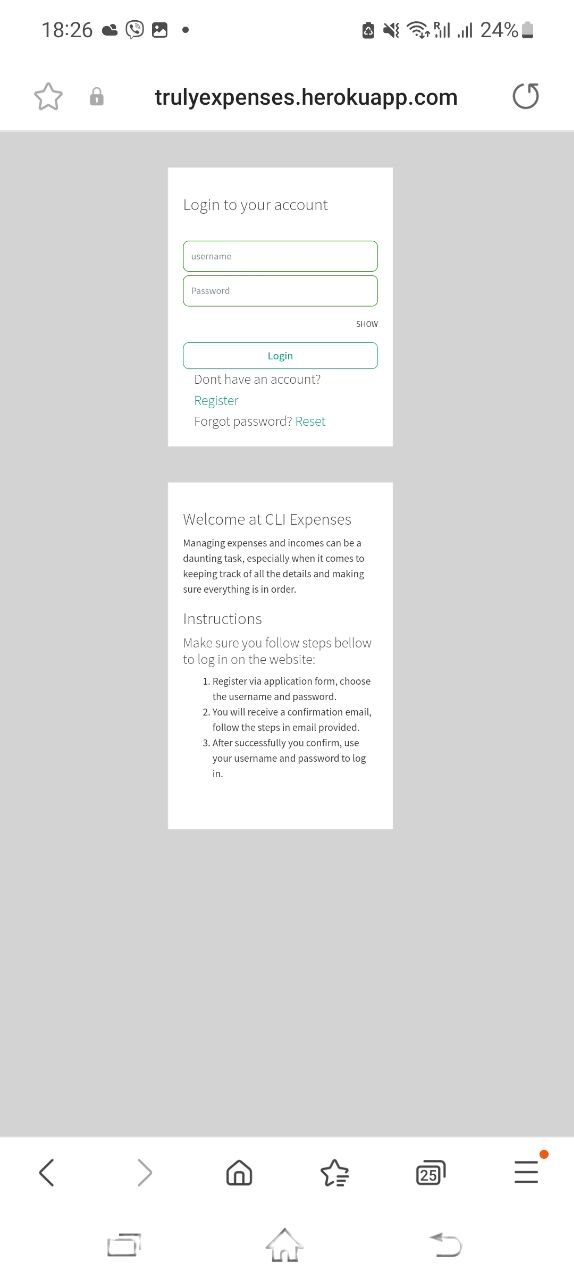 18:26
24%
trulyexpenses.herokuapp.com
Login to your account
username
Password
SHOW
Login
Dont have an account?
Register
Forgot password? Reset
Welcome at CLI Expenses
Managing expenses and incomes can be a
daunting task, especially when it comes to
keeping track of all the details and making
sure everything is in order.
Instructions
Make sure you follow steps bellow
to log in on the website:
1. Register via application form, choose
the username and password.
2. You will receive a confirmation email,
follow the steps in email provided.
3. After successfully you confirm, use
your username and password to log
in.
25